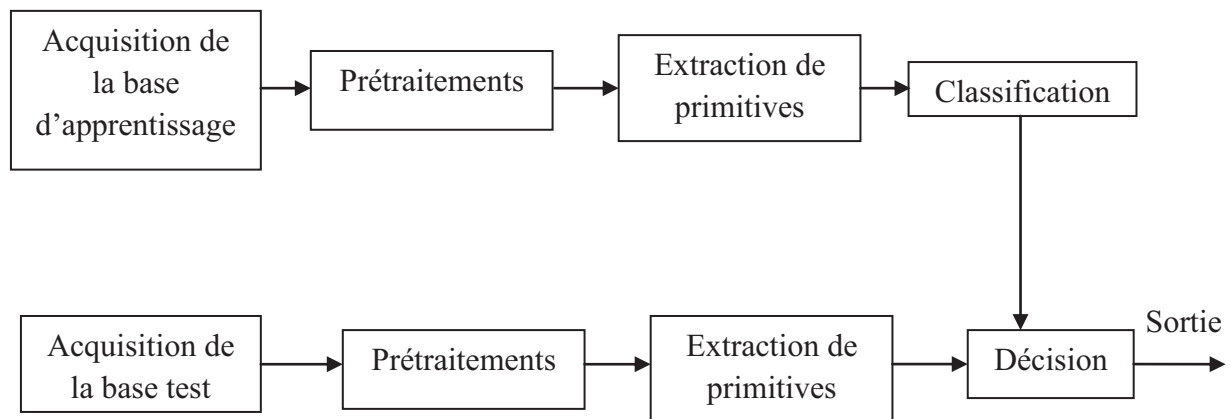 Acquisition de
la base
d’apprentissage
Prétraitements
Extraction de
primitives
Classification
Acquisition de
la base test
Prétraitements
Extraction de
primitives
Décision
Sortie